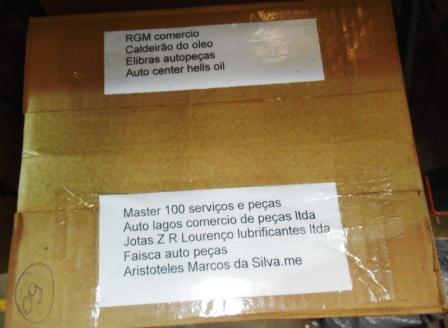 RGM comercio
Caldeirão do oleo
Elibras autopeças
Auto center hells oil
Master 100 serviços e peças
Auto lagos comercio de peças ltda
Jotas Z R Lourenço lubrificantes ltda
Faisca auto peças
Aristoteles Marcos da Silva.me